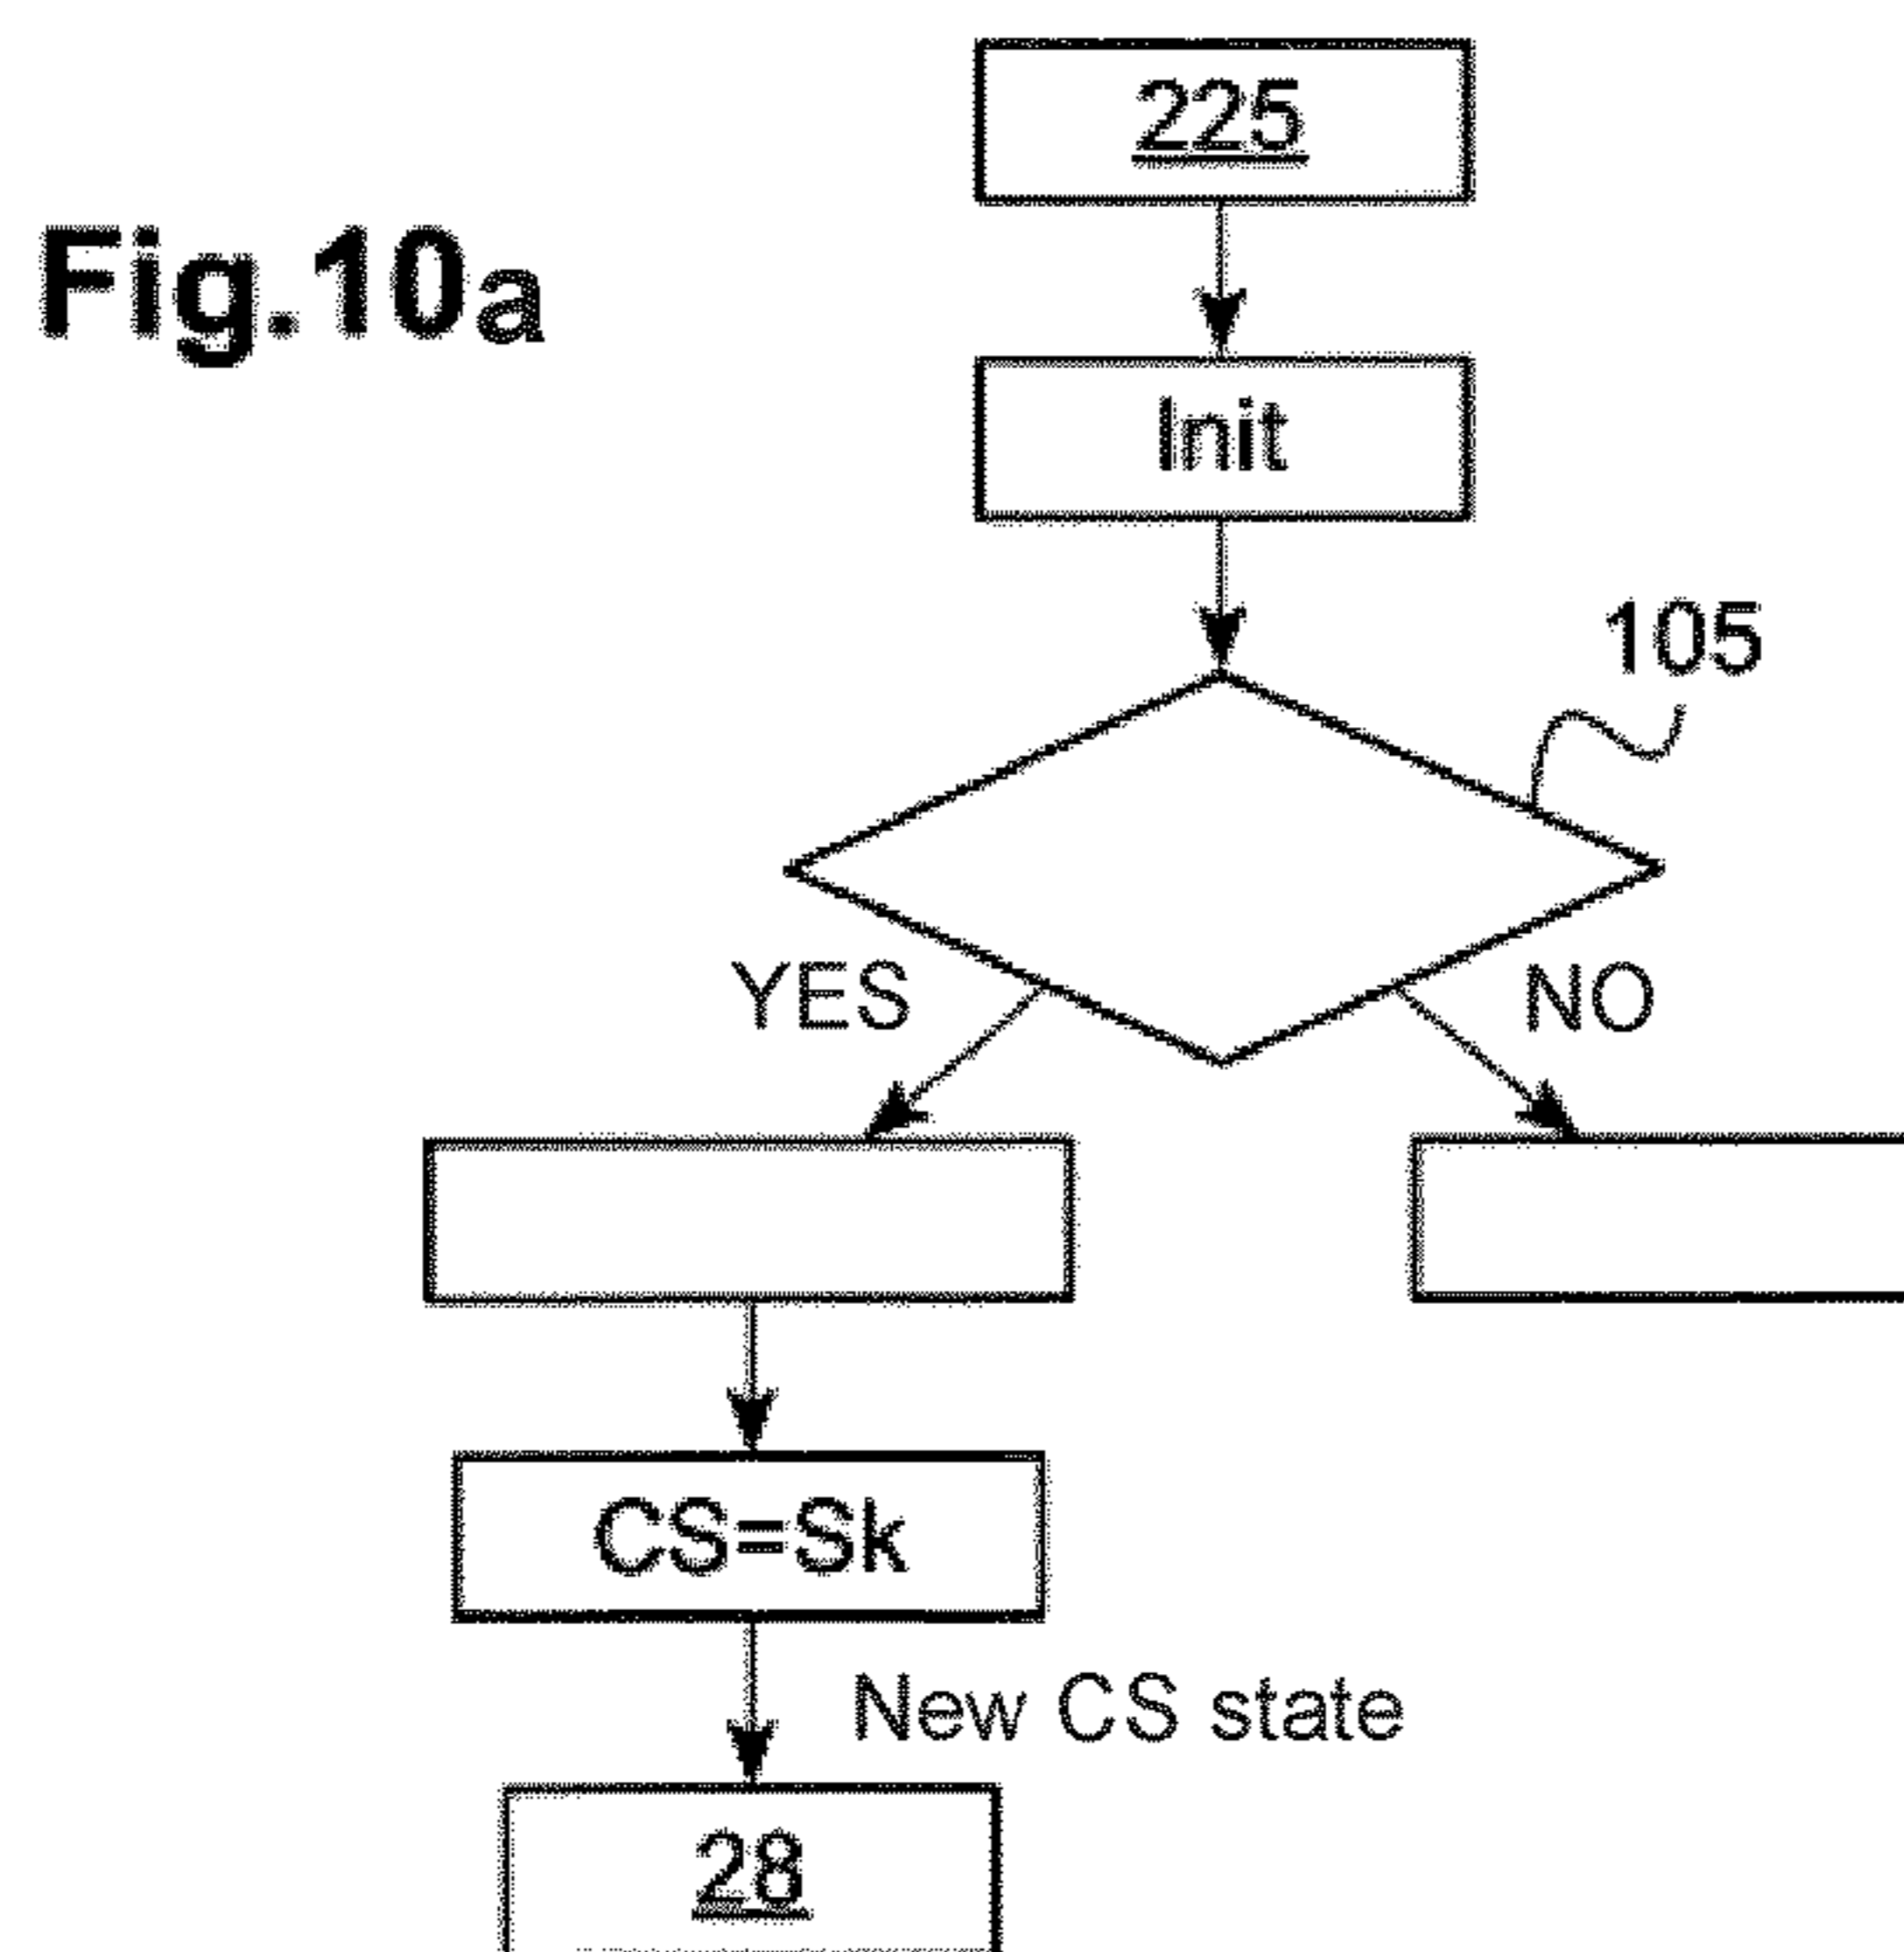 225
Fig.10a
Init
105
YES
NO
CS=Sk
New CS state
28